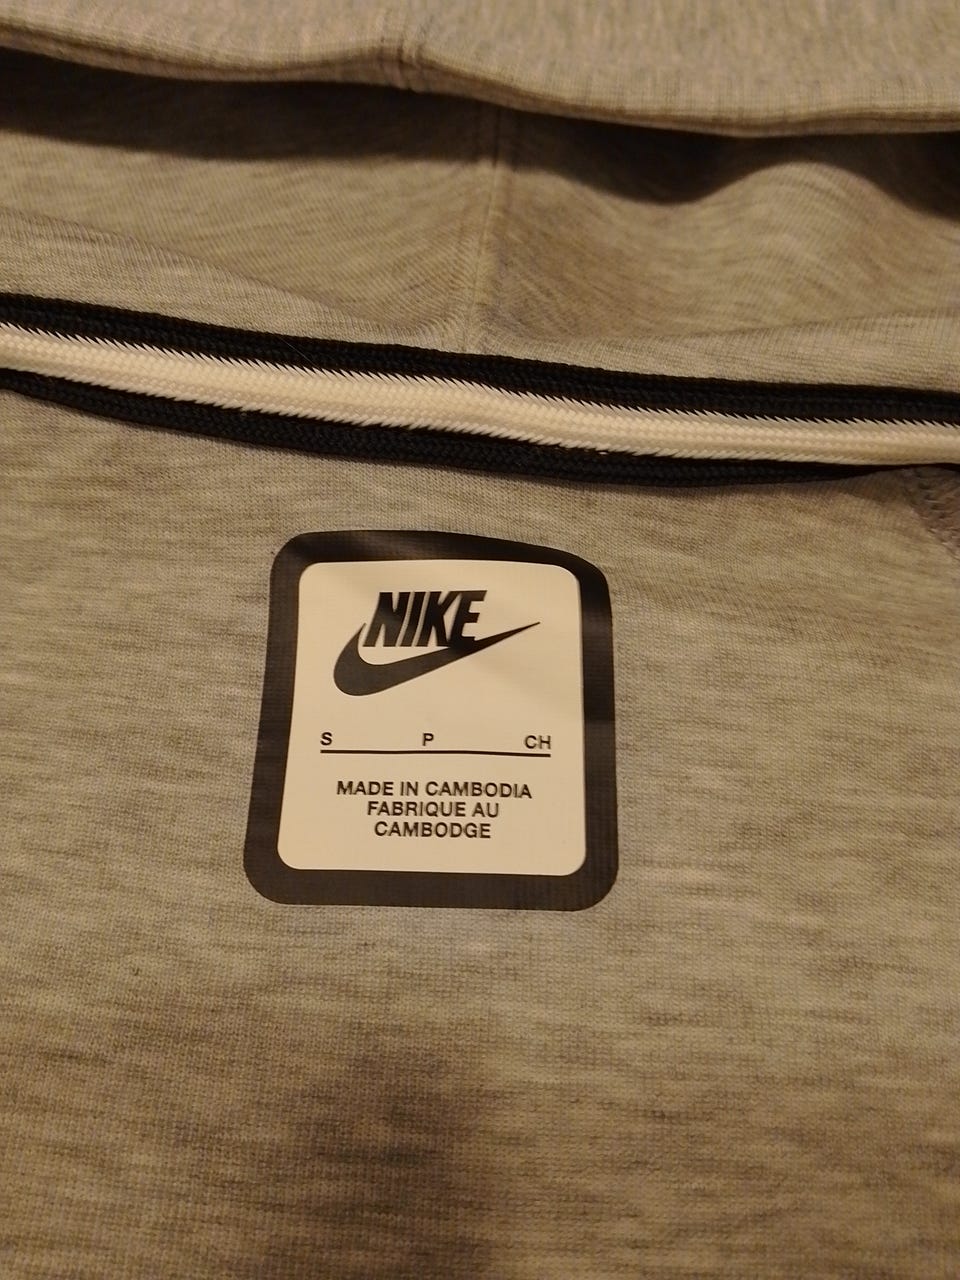 NIKE
S P CH
MADE IN CAMBODIA
FABRIQUE AU
CAMBODGE